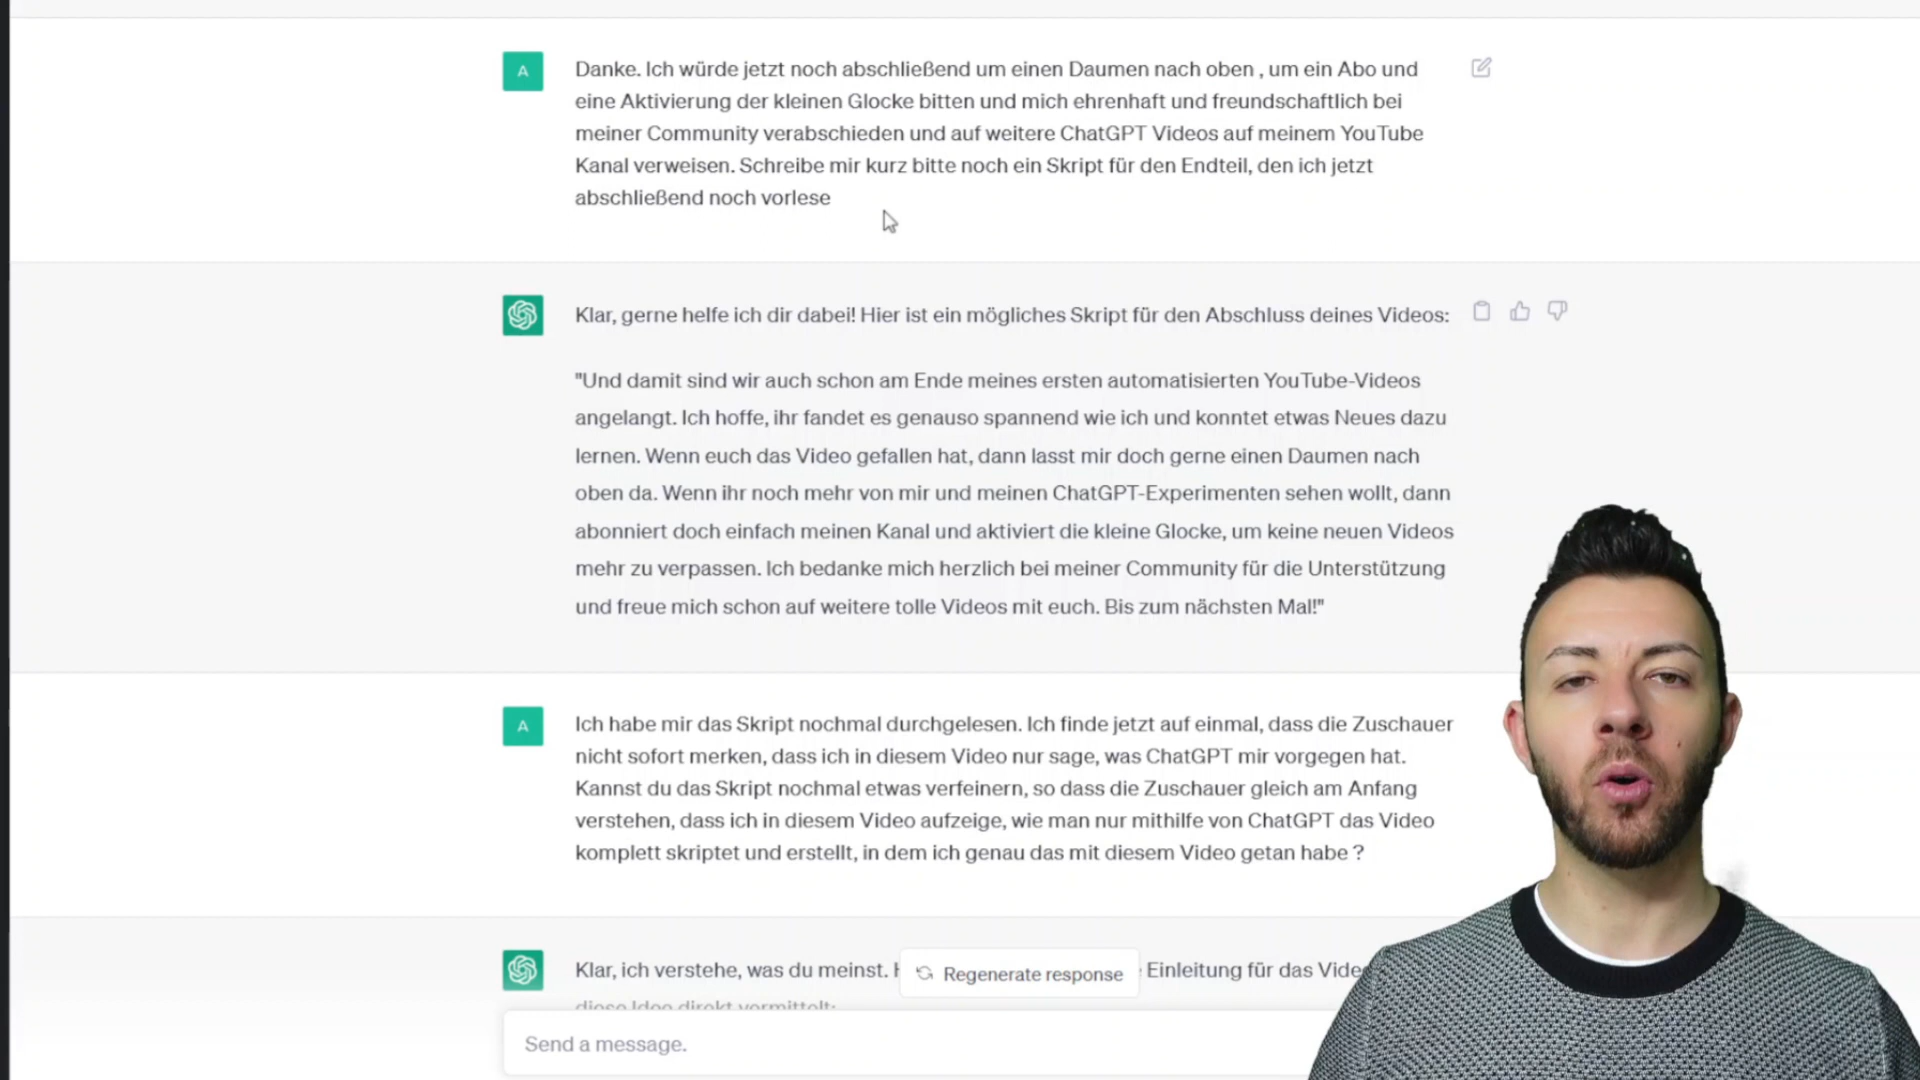 A
Danke. Ich würde jetzt noch abschließend um einen Daumen nach oben , um ein Abo und
eine Aktivierung der kleinen Glocke bitten und mich ehrenhaft und freundschaftlich bei
meiner Community verabschieden und auf weitere ChatGPT Videos auf meinem YouTube
Kanal verweisen. Schreibe mir kurz bitte noch ein Skript für den Endteil, den ich jetzt
abschließend noch vorlese
Klar, gerne helfe ich dir dabei! Hier ist ein mögliches Skript für den Abschluss deines Videos:
"Und damit sind wir auch schon am Ende meines ersten automatisierten YouTube-Videos
angelangt. Ich hoffe, ihr fandet es genauso spannend wie ich und konntet etwas Neues dazu
lernen. Wenn euch das Video gefallen hat, dann lasst mir doch gerne einen Daumen nach
oben da. Wenn ihr noch mehr von mir und meinen ChatGPT-Experimenten sehen wollt, dann
abonniert doch einfach meinen Kanal und aktiviert die kleine Glocke, um keine neuen Videos
mehr zu verpassen. Ich bedanke mich herzlich bei meiner Community für die Unterstützung
und freue mich schon auf weitere tolle Videos mit euch. Bis zum nächsten Mal!"
A
Ich habe mir das Skript nochmal durchgelesen. Ich finde jetzt auf einmal, dass die Zuschauer
nicht sofort merken, dass ich in diesem Video nur sage, was ChatGPT mir vorgegen hat.
Kannst du das Skript nochmal etwas verfeinern, so dass die Zuschauer gleich am Anfang
verstehen, dass ich in diesem Video aufzeige, wie man nur mithilfe von ChatGPT das Video
komplett skriptet und erstellt, in dem ich genau das mit diesem Video getan habe ?
Klar, ich verstehe, was du meinst. Einleitung für das Vide
Regenerate response
diese Idee direkt vermittelt:
Send a message.